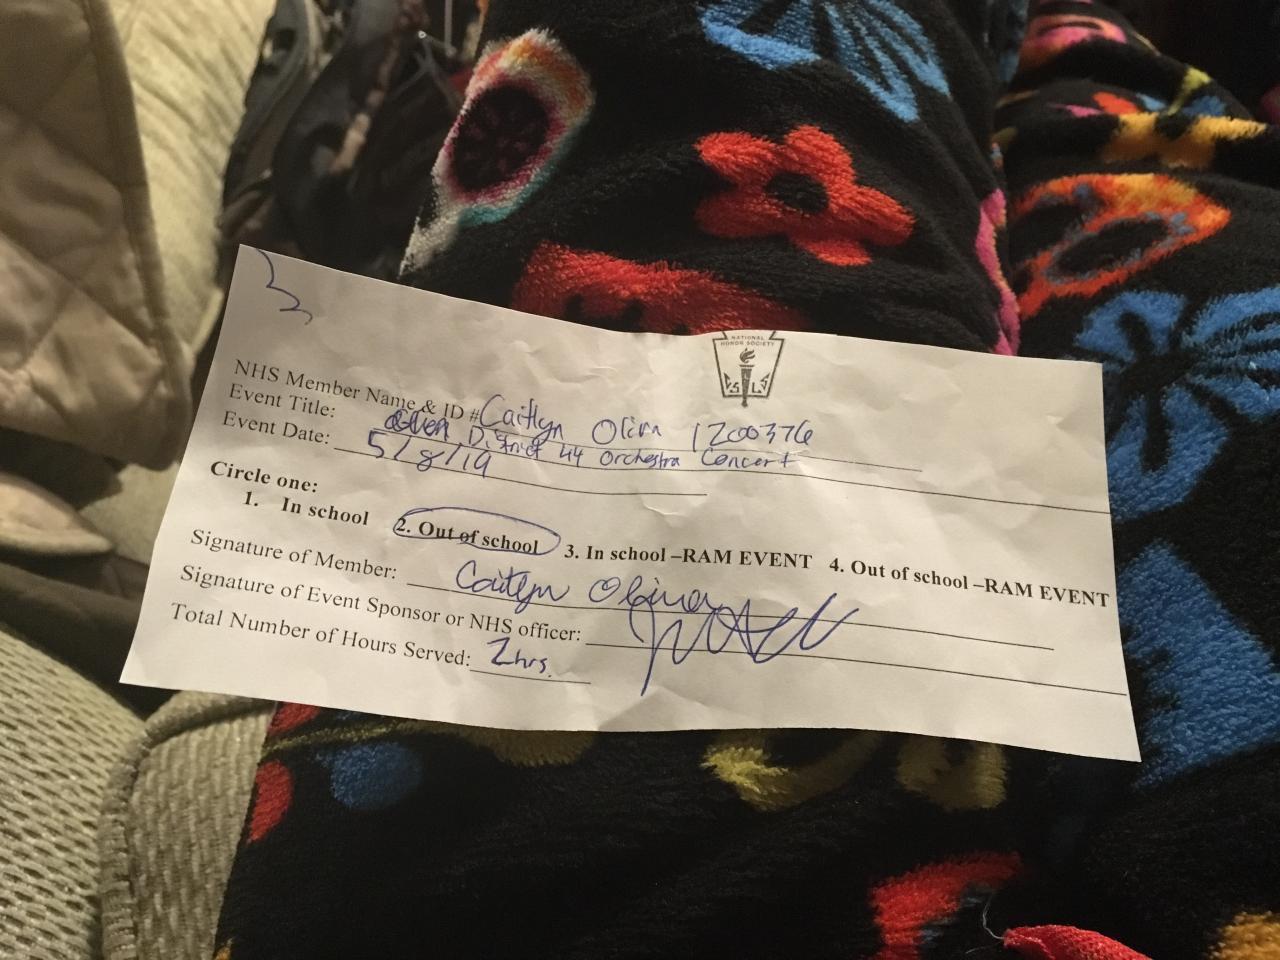 NATIONAL
HONOR SOCIETY
NHS Member Name & ID # Caitlyn Olira 1200376
Event Title: District 44 Orchestra Concert
Event Date: 5/8/19
Circle one:
1. In school 2. Out of school 3. In school –RAM EVENT 4. Out of school –RAM EVENT
Signature of Member: Caitlyn
Signature of Event Sponsor or NHS officer:
Total Number of Hours Served: 2hrs.